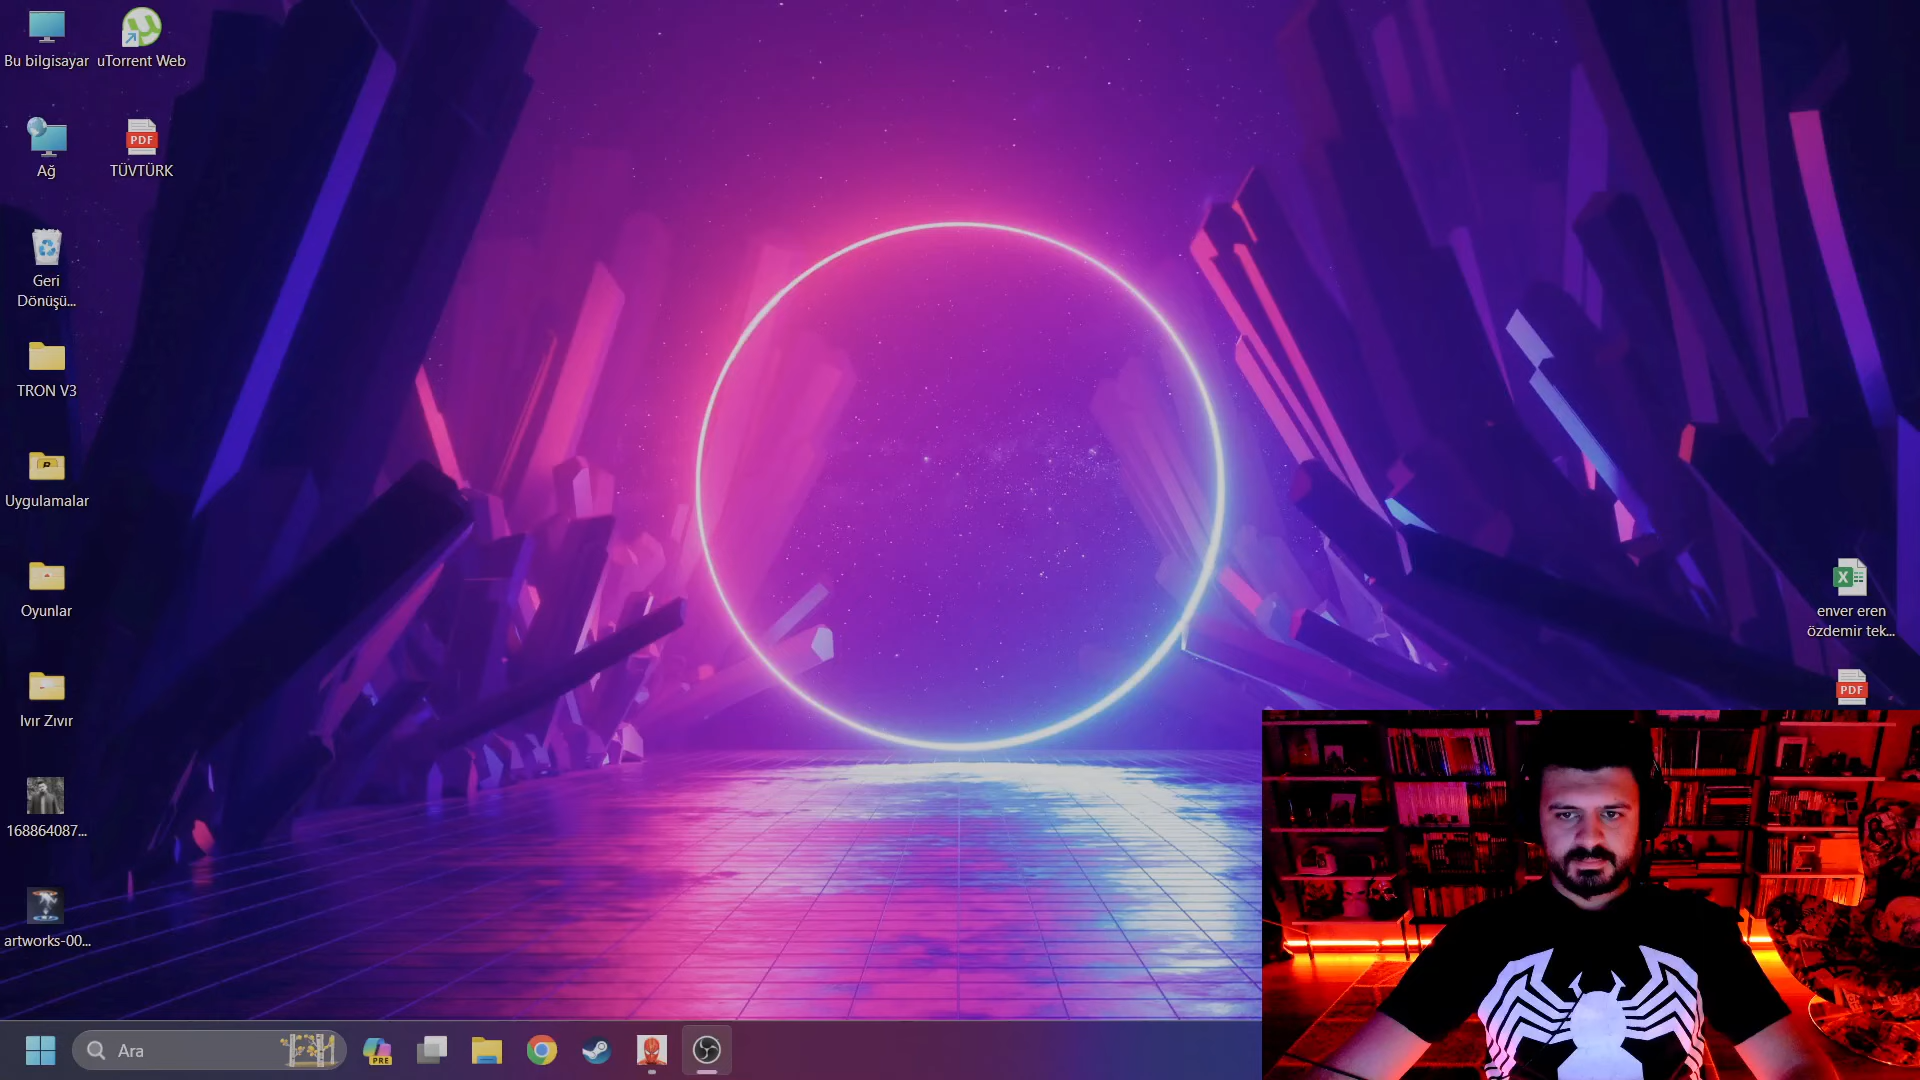 Bu bilgisayar
uTorrent Web
Ağ
PDF
TÜVTÜRK
Geri
Dönüşü...
TRON V3
Uygulamalar
Oyunlar
Ivır Zıvır
168864087...
artworks-00...
enver eren
özdemir tek...
PDF
Ara
PRE